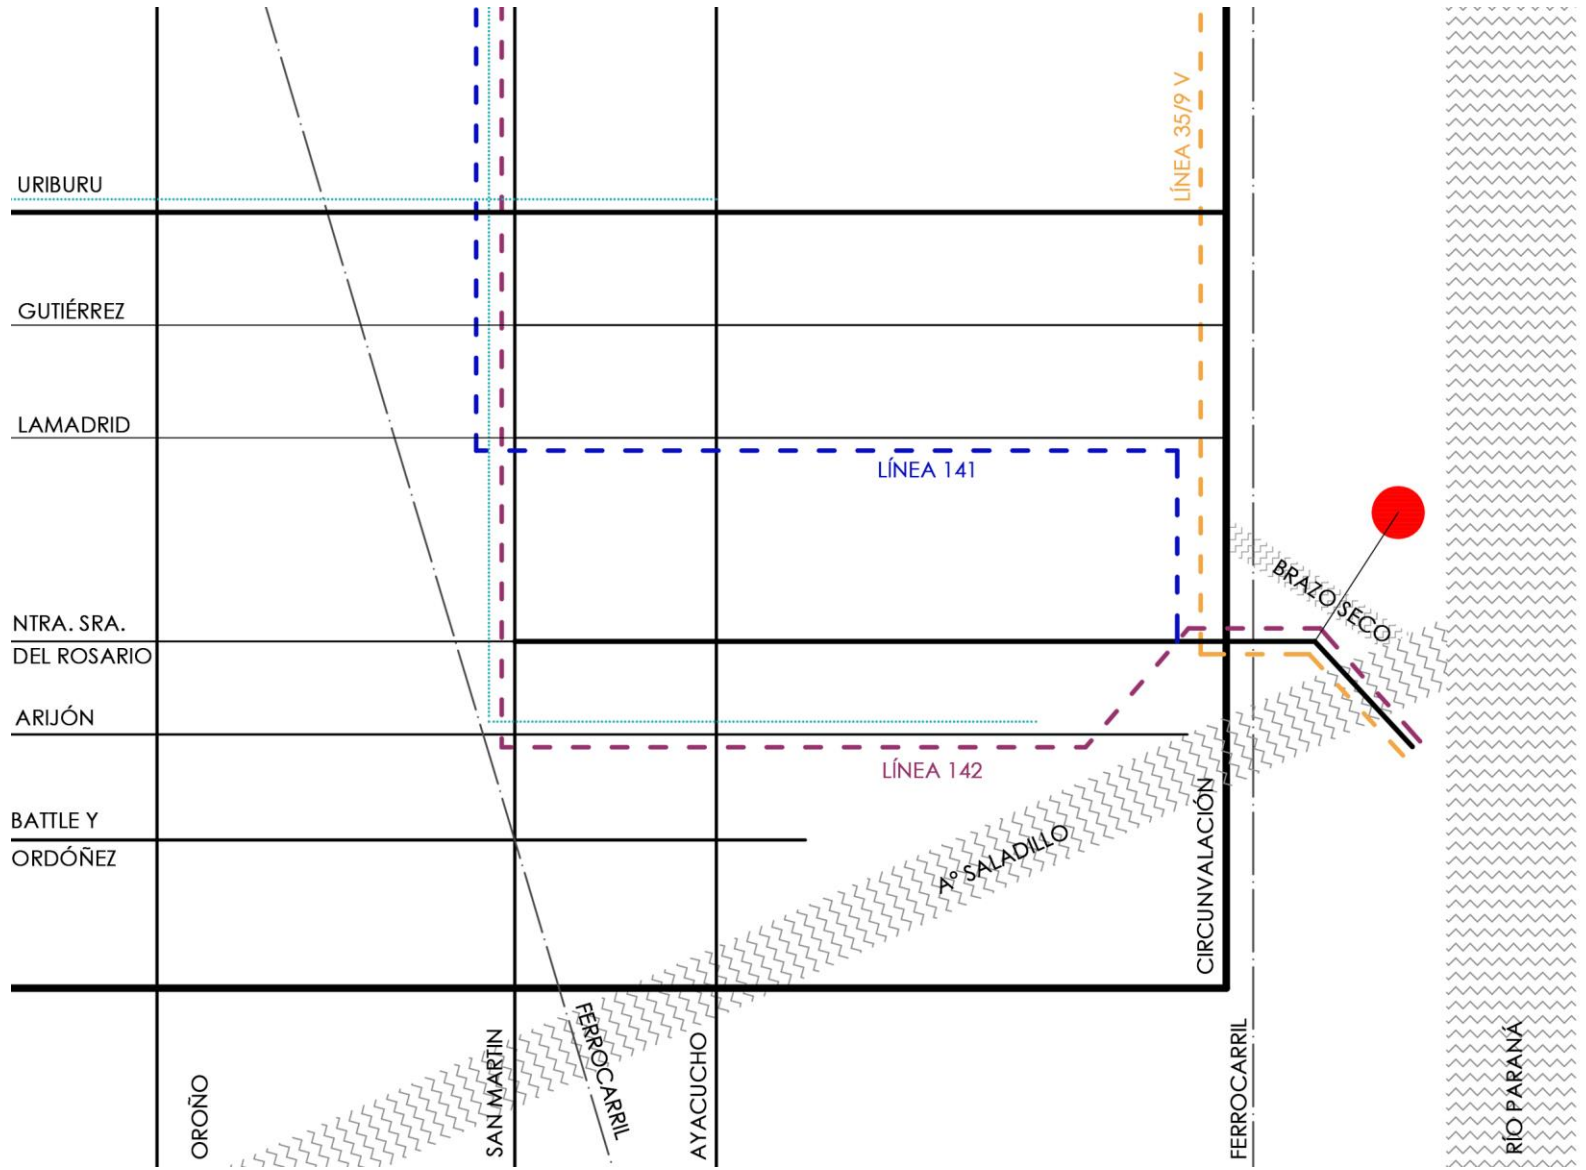 LÍNEA 35/9 V
URIBURU
GUTIÉRREZ
LAMADRID
LÍNEA 141
BRAZO SECO
NTRA. SRA.
DEL ROSARIO
ARIJÓN
LÍNEA 142
BATTLE Y
ORDÓÑEZ
Aº SALADILLO
CIRCUNVALACIÓN
OROÑO
SAN MARTIN
FERROCARRIL
AYACUCHO
FERROCARRIL
RÍO PARANÁ